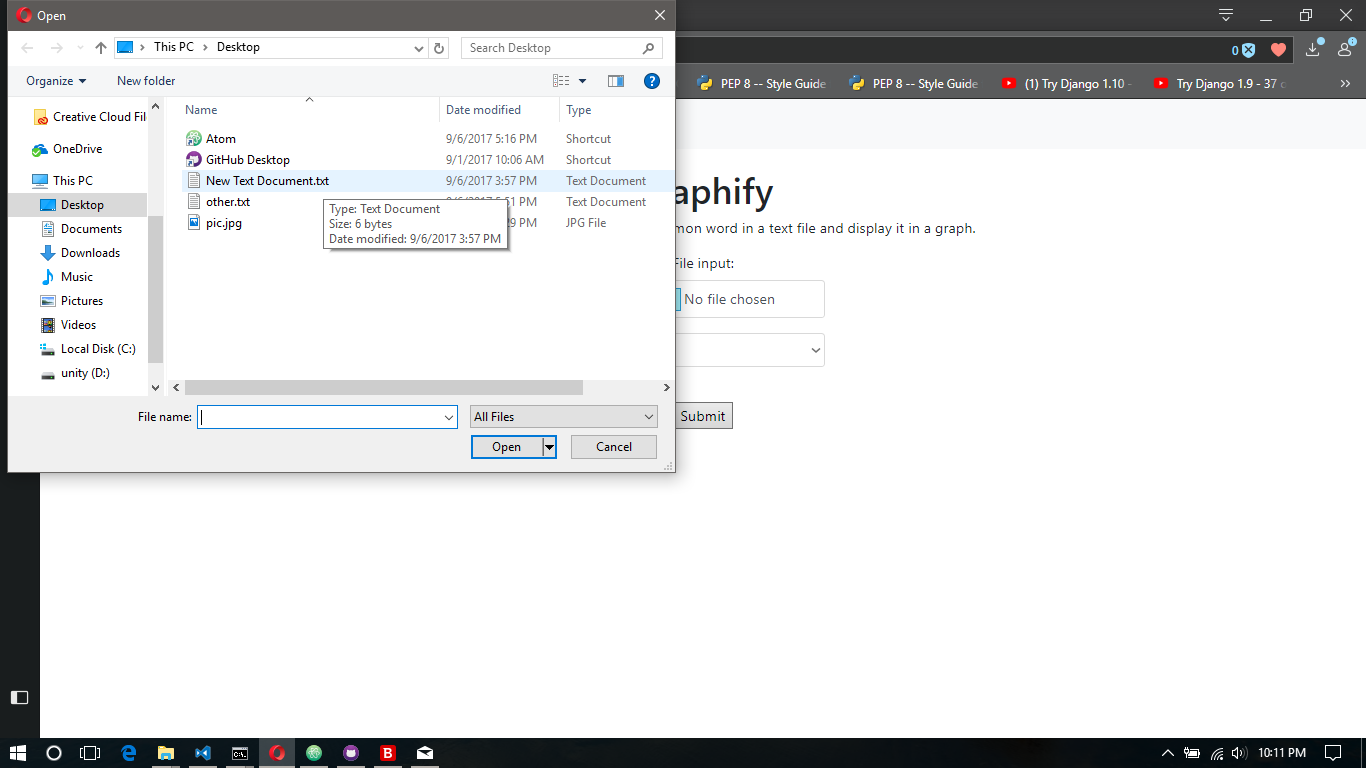 Open
This PC > Desktop
Search Desktop
0
Organize
New folder
PEP 8 -- Style Guide
PEP 8 -- Style Guide
(1) Try Django 1.10 -
Try Django 1.9 - 37
Creative Cloud Fil
OneDrive
This PC
Desktop
Documents
Downloads
Music
Pictures
Videos
Local Disk (C:)
unity (D:)
Name
Date modified
Type
Atom
9/6/2017 5:16 PM
Shortcut
GitHub Desktop
9/1/2017 10:06 AM
Shortcut
New Text Document.txt
9/6/2017 3:57 PM
Text Document
other.txt
51 PM
Text Document
pic.jpg
29 PM
JPG File
Type: Text Document
Size: 6 bytes
Date modified: 9/6/2017 3:57 PM
File name:
All Files
Open
Cancel
aphify
mon word in a text file and display it in a graph.
File input:
No file chosen
Submit
10:11 PM